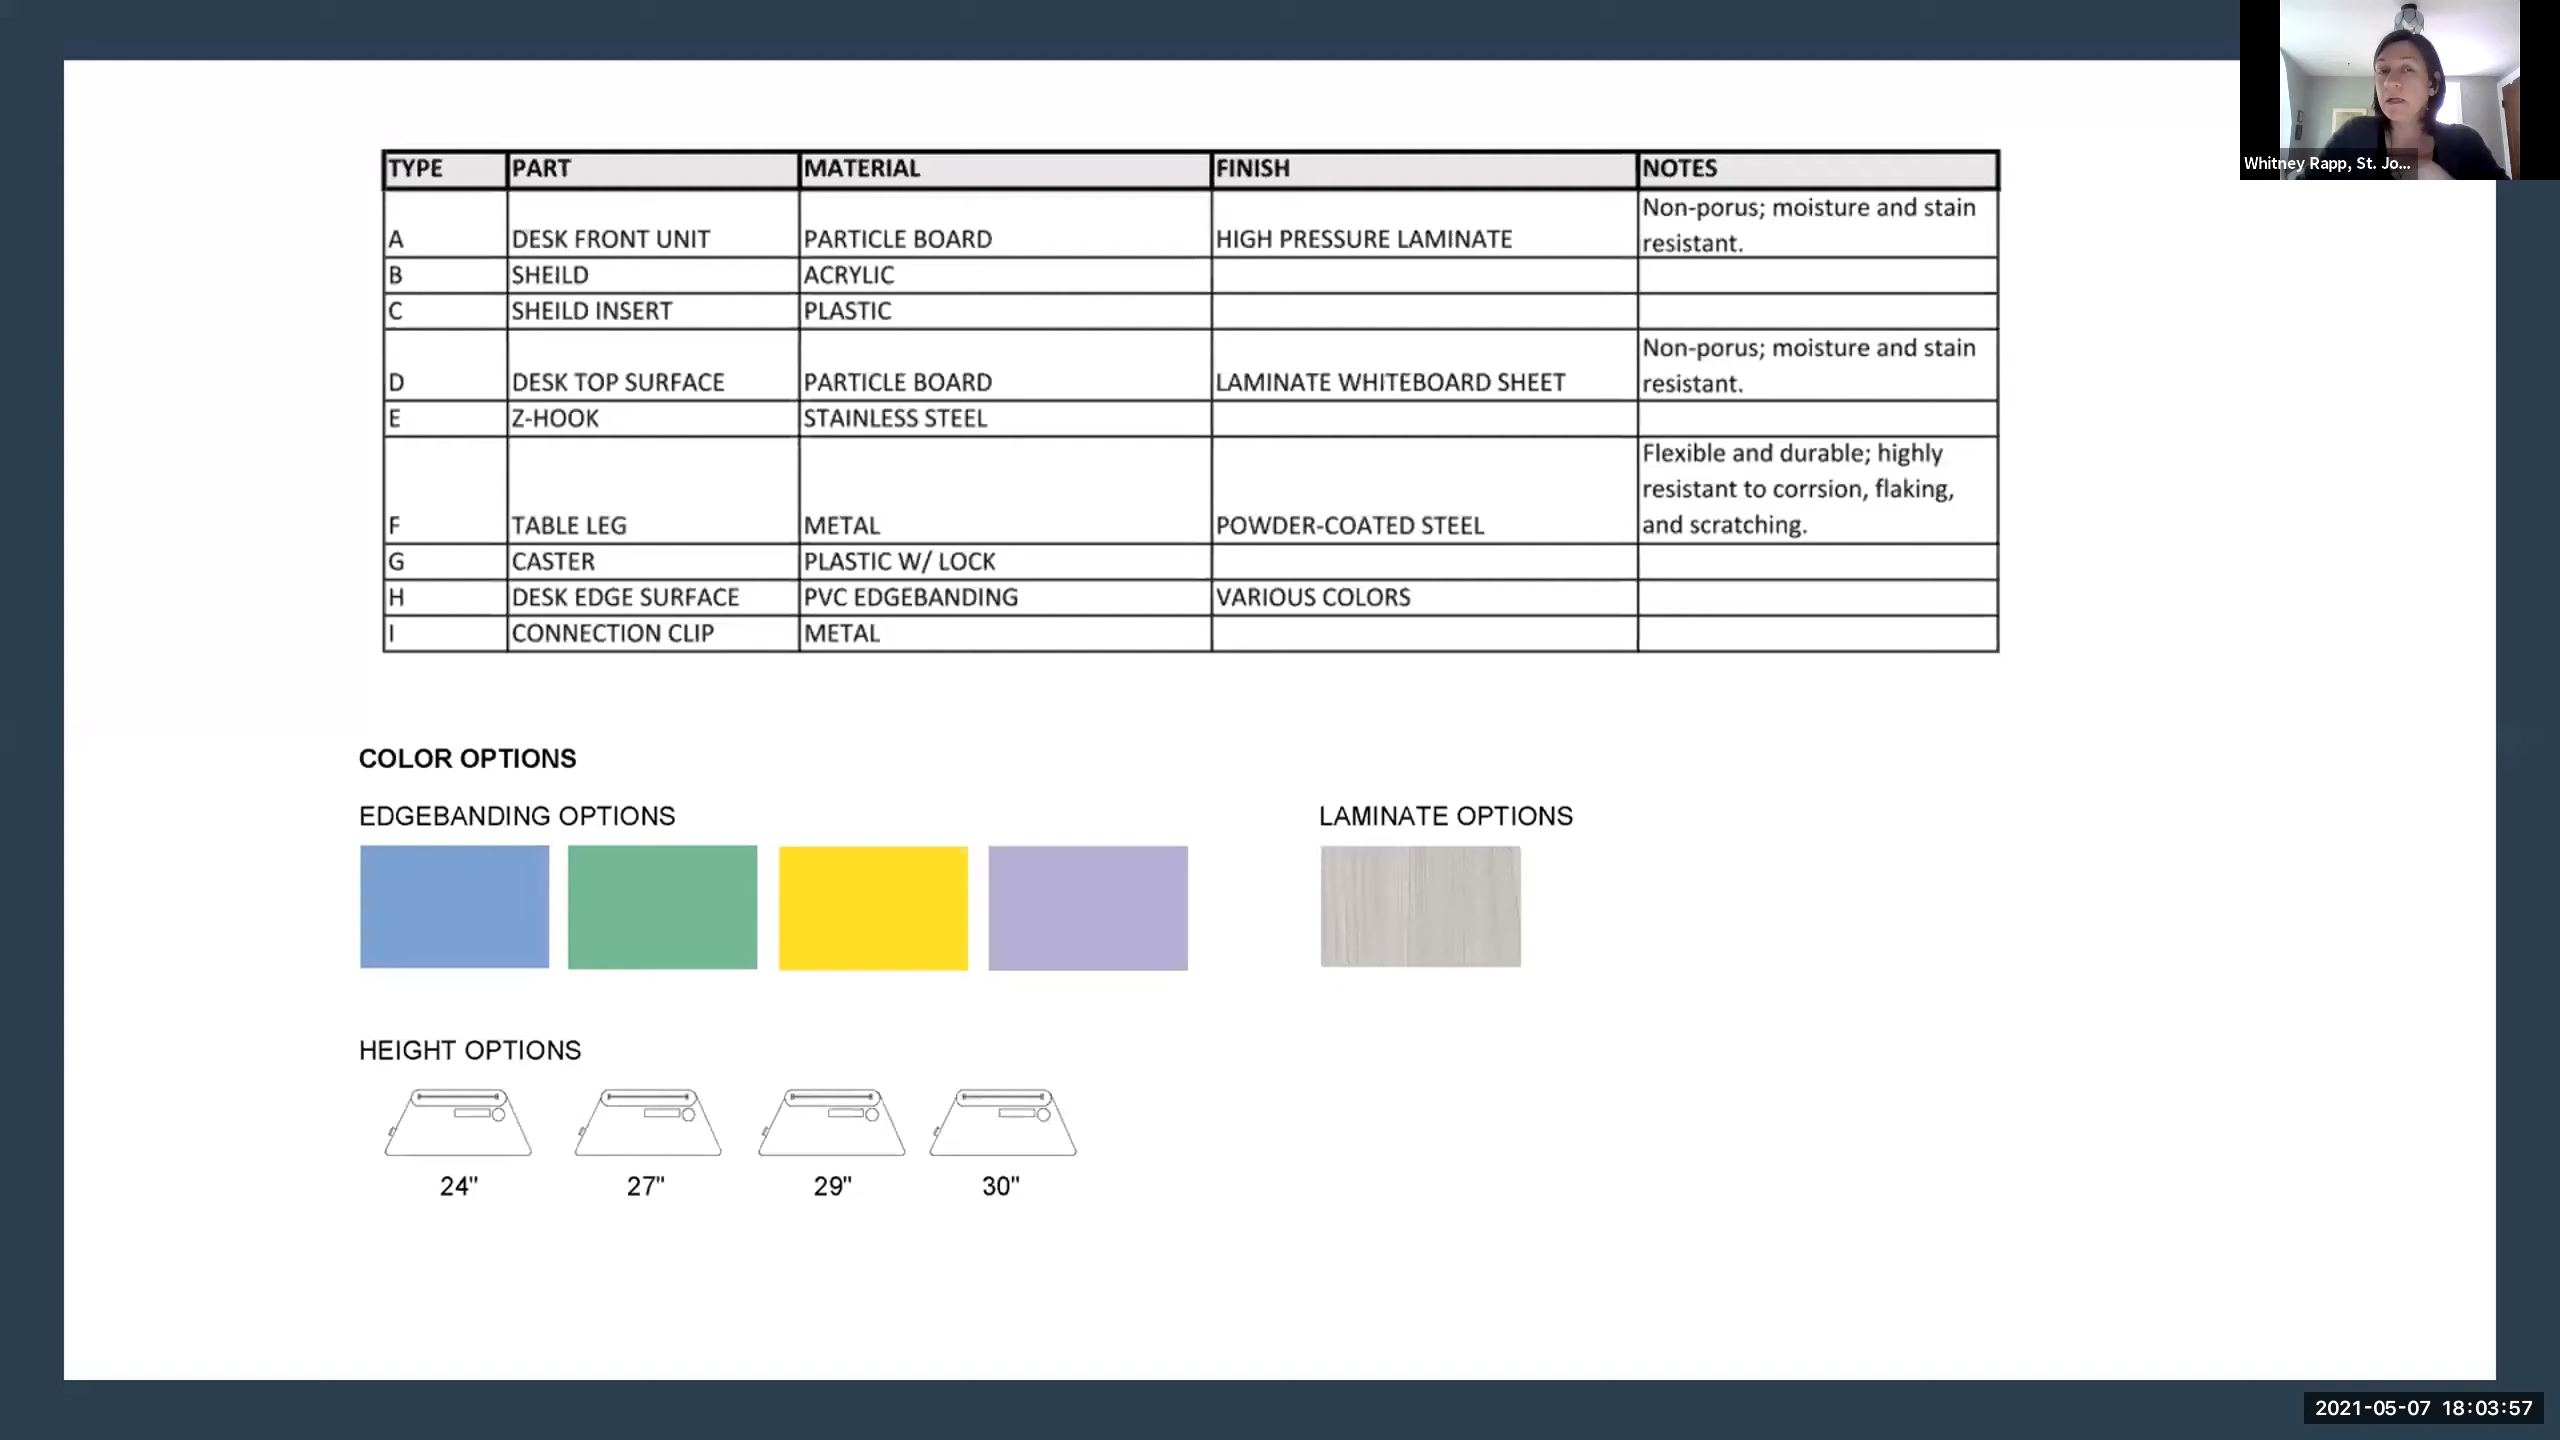 TYPE PART MATERIAL FINISH NOTES
A DESK FRONT UNIT PARTICLE BOARD HIGH PRESSURE LAMINATE Non-porus; moisture and stain
resistant.
B SHEILD ACRYLIC
C SHEILD INSERT PLASTIC
D DESK TOP SURFACE PARTICLE BOARD LAMINATE WHITEBOARD SHEET Non-porus; moisture and stain
resistant.
E Z-HOOK STAINLESS STEEL
F TABLE LEG METAL POWDER-COATED STEEL Flexible and durable; highly
resistant to corrsion, flaking,
and scratching.
G CASTER PLASTIC W/ LOCK
H DESK EDGE SURFACE PVC EDGEBANDING VARIOUS COLORS
I CONNECTION CLIP METAL
COLOR OPTIONS
EDGEBANDING OPTIONS
LAMINATE OPTIONS
HEIGHT OPTIONS
24" 27" 29" 30"
Whitney Rapp, St. Jo...
2021-05-07 18:03:57